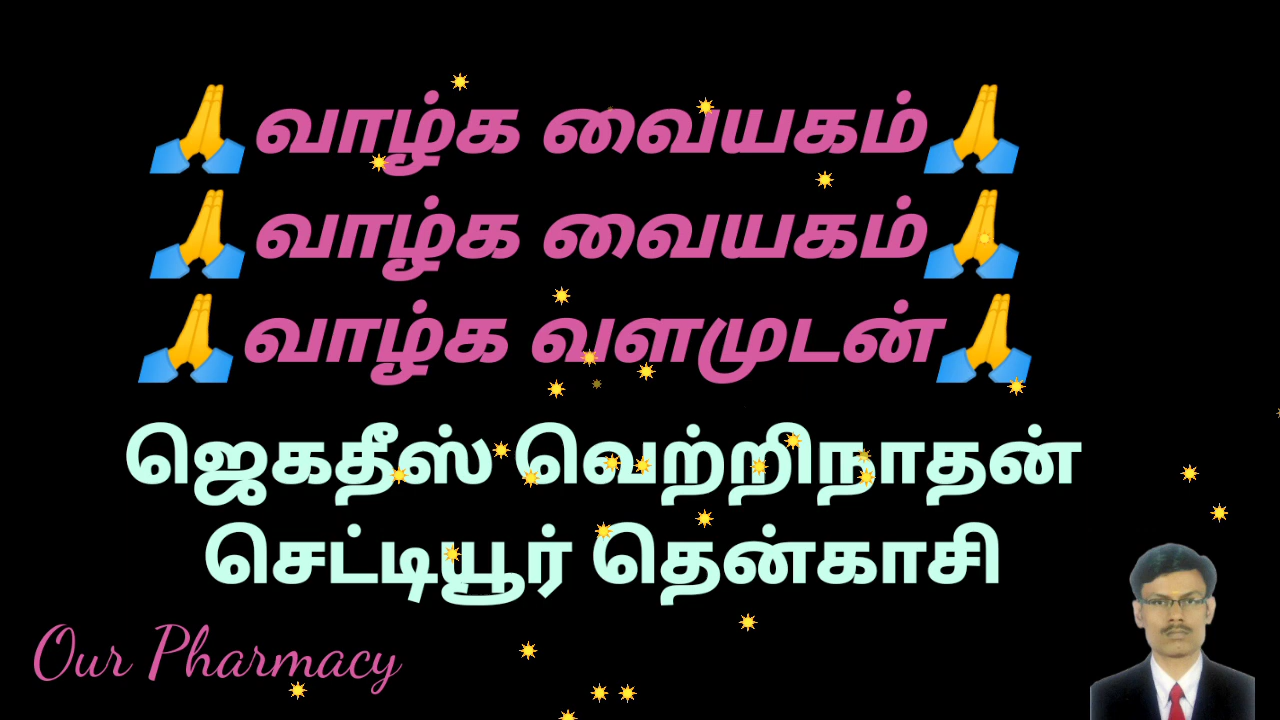 🙏வாழ்க வையகம்🙏
🙏வாழ்க வையகம்🙏
🙏வாழ்க வளமுடன்🙏
ஜெகதீஸ் வெற்றிநாதன்
செட்டியூர் தென்காசி
Our Pharmacy